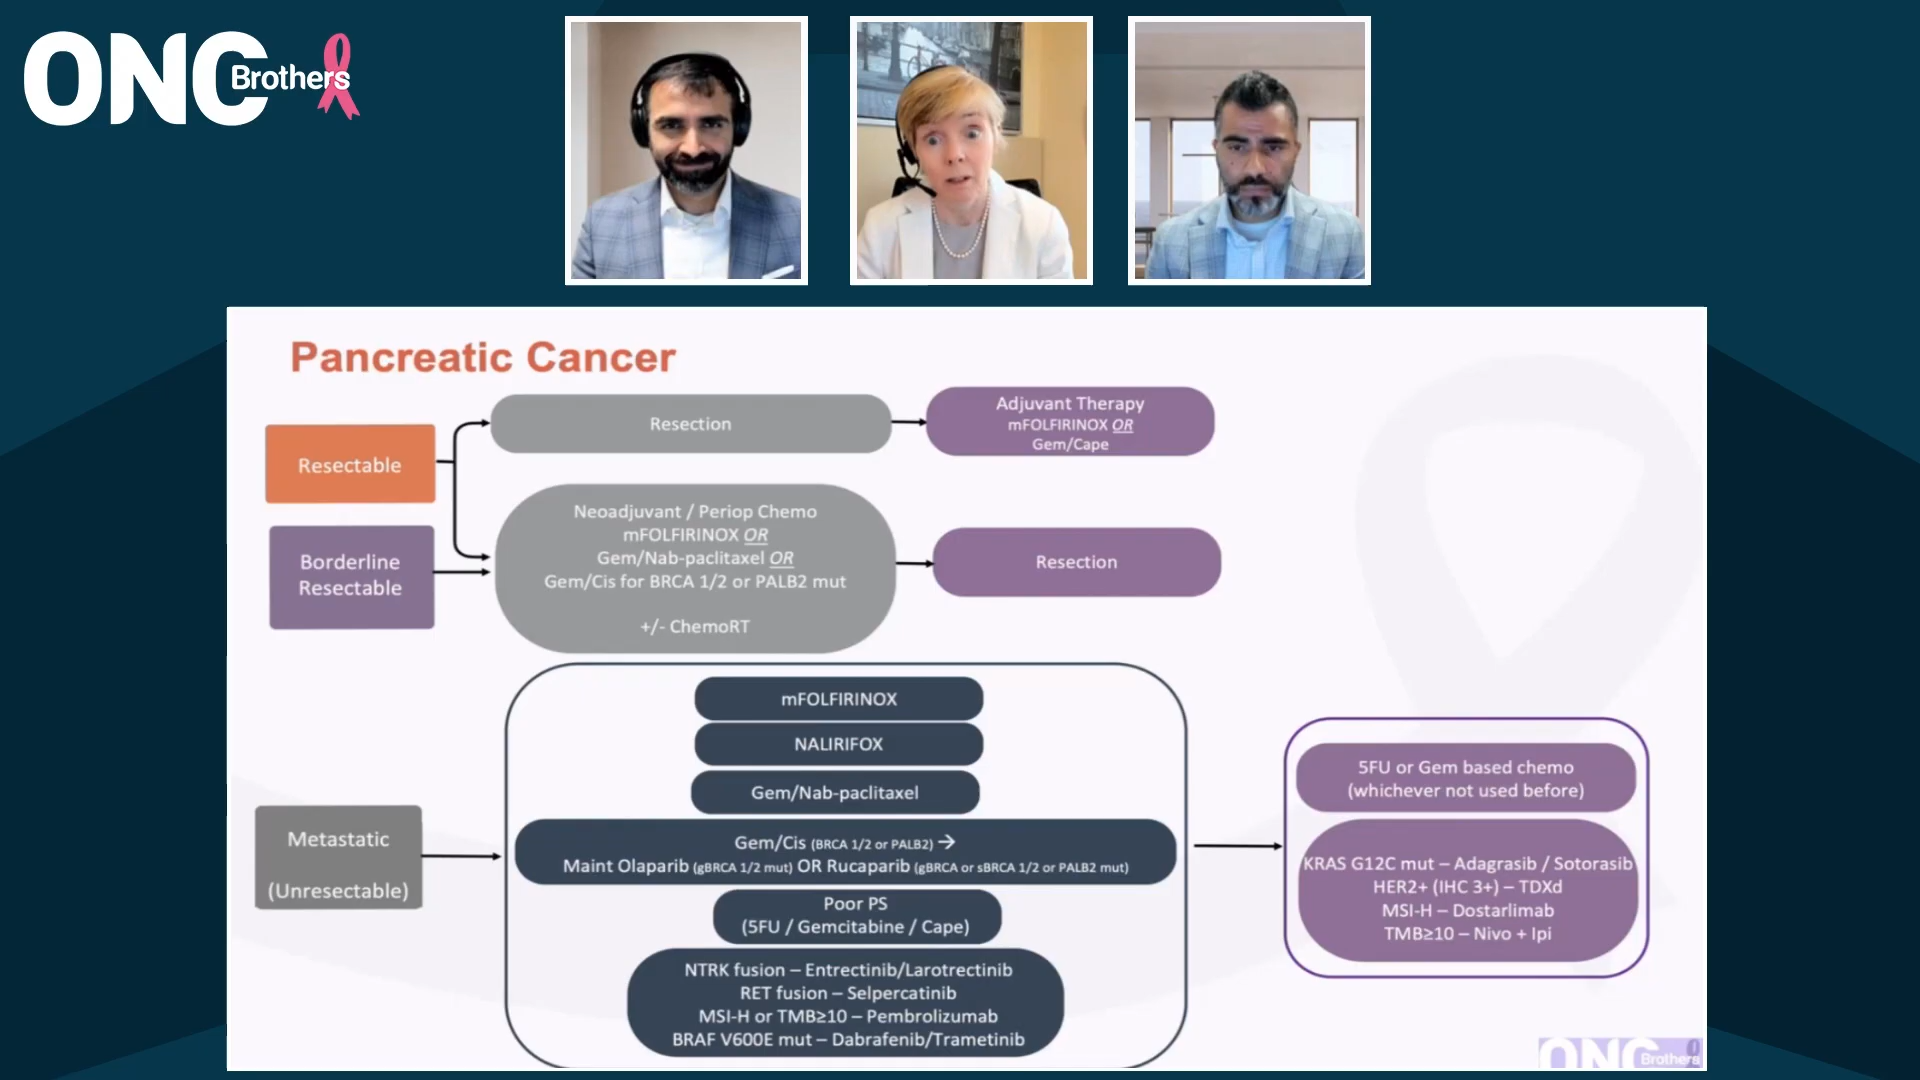 ONC Brothers
Pancreatic Cancer
Resectable
Resection
Adjuvant Therapy
mFOLFIRINOX OR
Gem/Cape
Borderline
Resectable
Neoadjuvant / Periop Chemo
mFOLFIRINOX OR
Gem/Nab-paclitaxel OR
Gem/Cis for BRCA 1/2 or PALB2 mut
+/- ChemoRT
Resection
Metastatic
(Unresectable)
mFOLFIRINOX
NALIRIFOX
Gem/Nab-paclitaxel
Gem/Cis (BRCA 1/2 or PALB2) →
Maint Olaparib (gBRCA 1/2 mut) OR Rucaparib (gBRCA or sBRCA 1/2 or PALB2 mut)
Poor PS
(5FU / Gemcitabine / Cape)
NTRK fusion – Entrectinib/Larotrectinib
RET fusion – Selpercatinib
MSI-H or TMB≥10 – Pembrolizumab
BRAF V600E mut – Dabrafenib/Trametinib
5FU or Gem based chemo
(whichever not used before)
KRAS G12C mut – Adagrasib / Sotorasib
HER2+ (IHC 3+) – TDXd
MSI-H – Dostarlimab
TMB≥10 – Nivo + Ipi
ONC Brothers